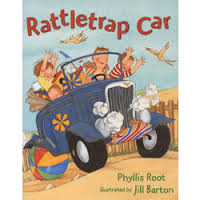 Rattletrap Car
Phyllis Root
illustrated by Jill Barton